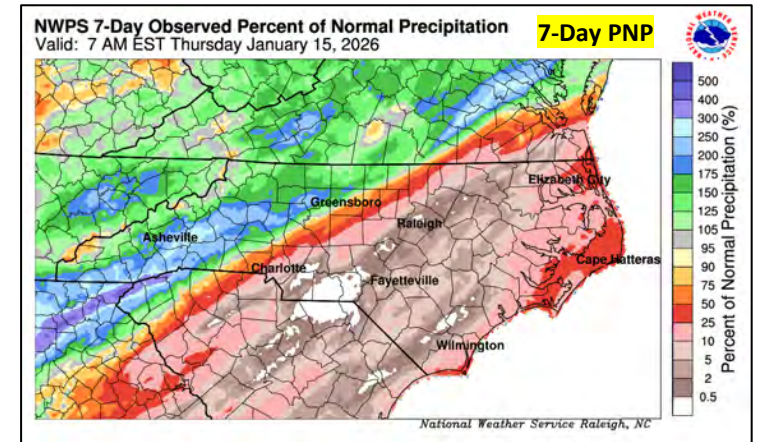 NWPS 7-Day Observed Percent of Normal Precipitation
Valid: 7 AM EST Thursday January 15, 2026
7-Day PNP
500
400
300
250
200
175
150
125
105
95
90
75
50
25
10
5
2
0.5
Percent of Normal Precipitation (%)
Elizabeth City
Greensboro
Raleigh
Asheville
Cape Hatteras
Charlotte
Fayetteville
Wilmington
National Weather Service Raleigh, NC